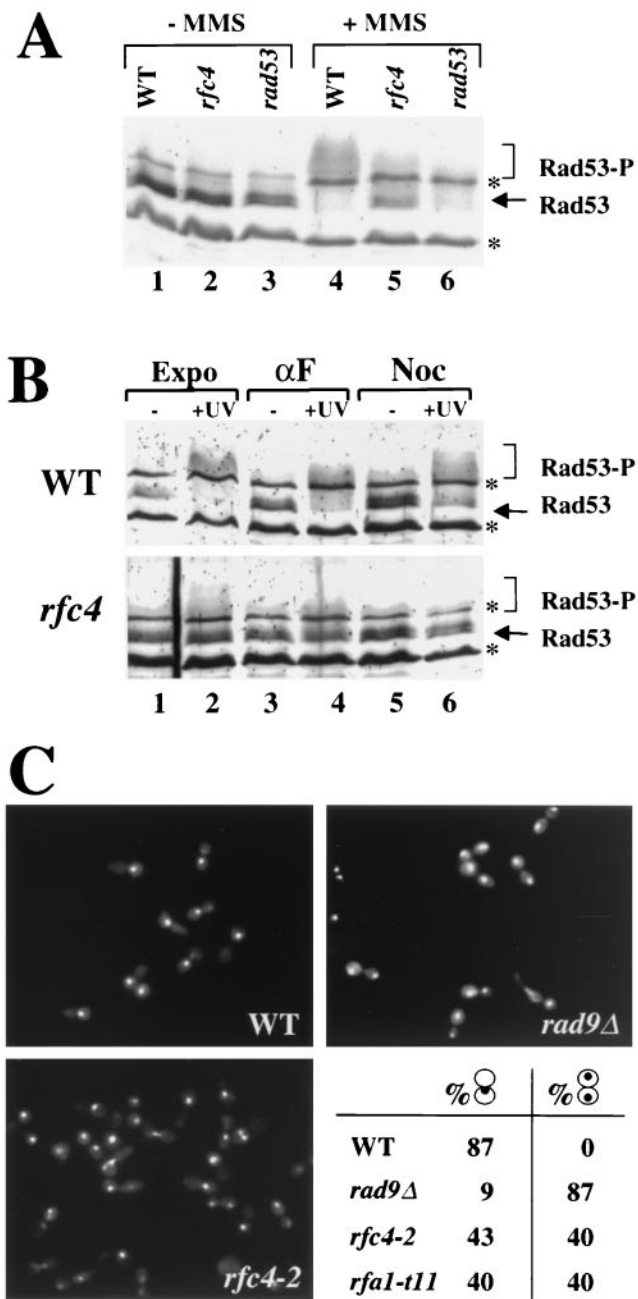 A
- MMS + MMS
WT rfc4 rad53 WT rfc4 rad53
Rad53-P
*
Rad53
*
1 2 3 4 5 6
B
Expo αF Noc
- +UV - +UV - +UV
WT
Rad53-P
*
Rad53
*
rfc4
Rad53-P
*
Rad53
*
1 2 3 4 5 6
C
WT
rad9Δ
rfc4-2
% %
WT 87 0
rad9Δ 9 87
rfc4-2 43 40
rfa1-t11 40 40